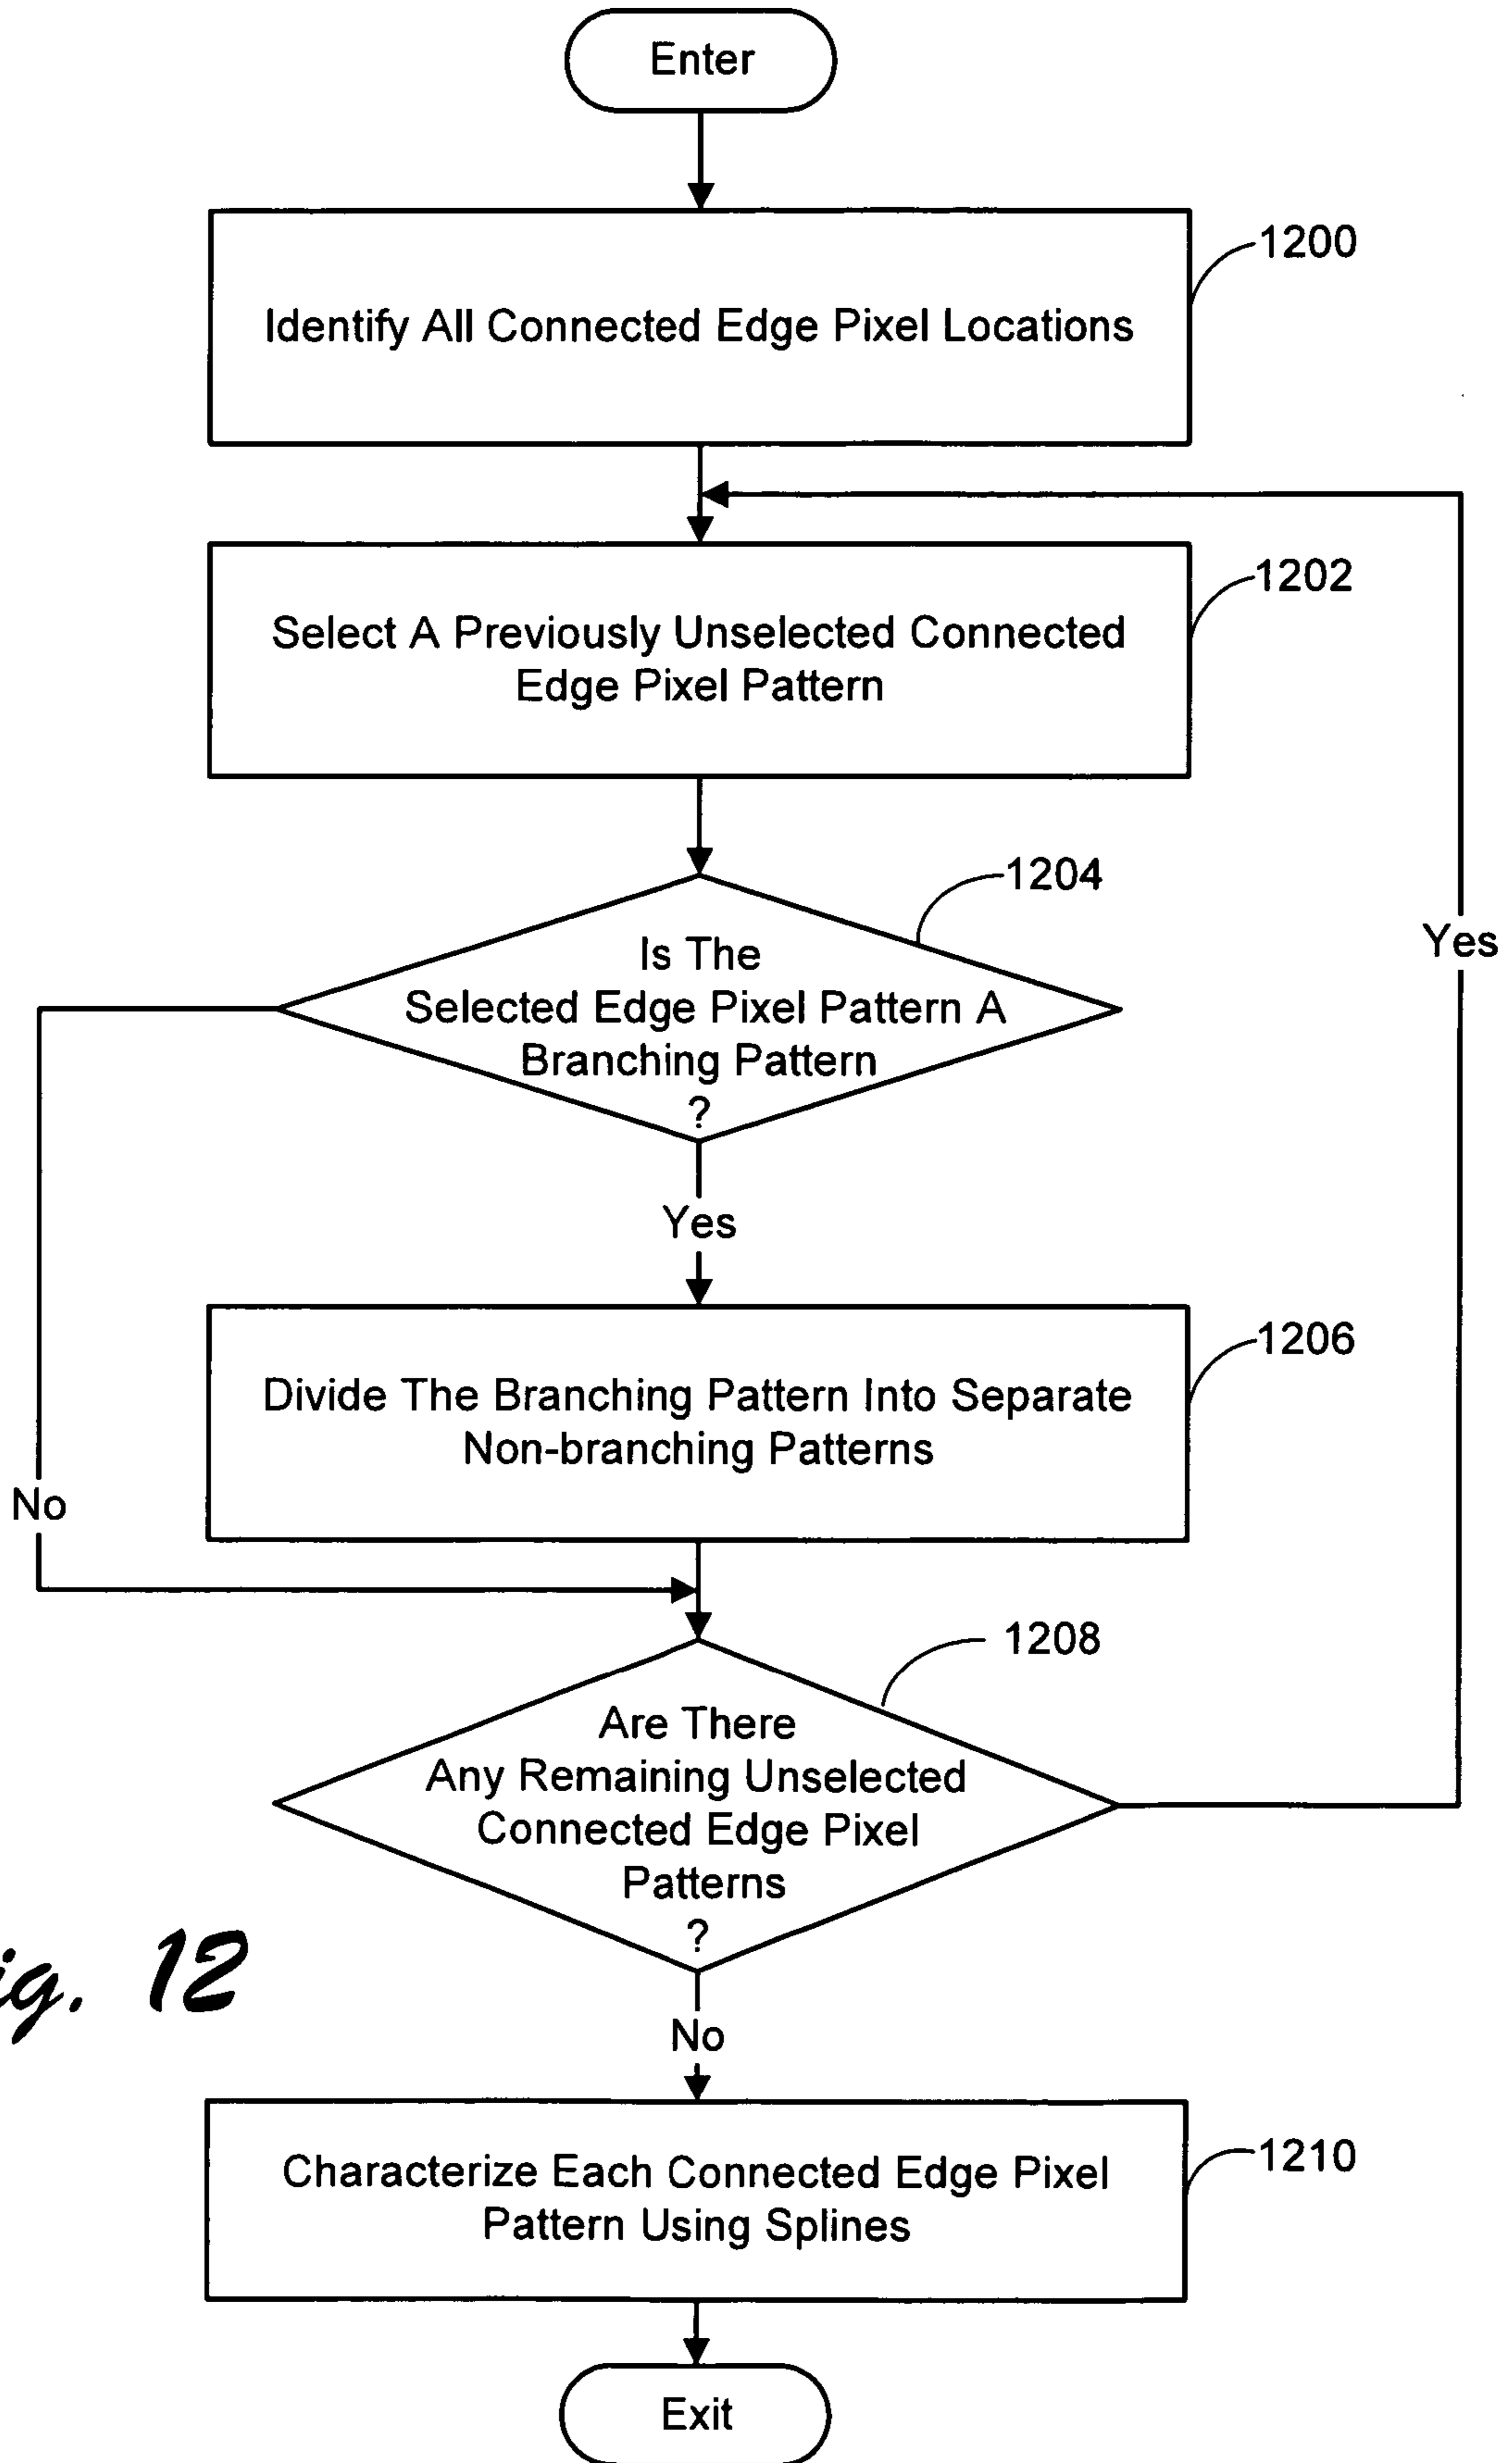 Enter
1200
Identify All Connected Edge Pixel Locations
1202
Select A Previously Unselected Connected
Edge Pixel Pattern
1204
Is The
Selected Edge Pixel Pattern A
Branching Pattern
?
Yes
Yes
1206
Divide The Branching Pattern Into Separate
Non-branching Patterns
No
1208
Are There
Any Remaining Unselected
Connected Edge Pixel
Patterns
?
ig. 12
No
1210
Characterize Each Connected Edge Pixel
Pattern Using Splines
Exit